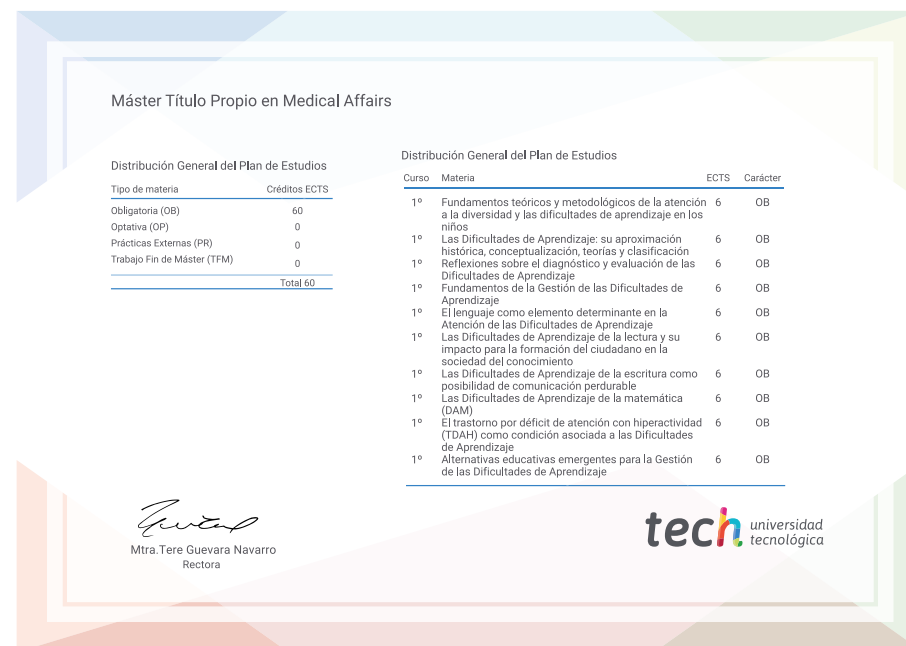 Máster Título Propio en Medical Affairs
Distribución General del Plan de Estudios
Tipo de materia Créditos ECTS
Obligatoria (OB) 60
Optativa (OP) 0
Prácticas Externas (PR) 0
Trabajo Fin de Máster (TFM) 0
Total 60
Distribución General del Plan de Estudios
Curso Materia ECTS Carácter
1º Fundamentos teóricos y metodológicos de la atención 6 OB
a la diversidad y las dificultades de aprendizaje en los
niños
1º Las Dificultades de Aprendizaje: su aproximación 6 OB
histórica, conceptualización, teorías y clasificación
1º Reflexiones sobre el diagnóstico y evaluación de las 6 OB
Dificultades de Aprendizaje
1º Fundamentos de la Gestión de las Dificultades de 6 OB
Aprendizaje
1º El lenguaje como elemento determinante en la 6 OB
Atención de las Dificultades de Aprendizaje
1º Las Dificultades de Aprendizaje de la lectura y su 6 OB
impacto para la formación del ciudadano en la
sociedad del conocimiento
1º Las Dificultades de Aprendizaje de la escritura como 6 OB
posibilidad de comunicación perdurable
1º Las Dificultades de Aprendizaje de la matemática 6 OB
(DAM)
1º El trastorno por déficit de atención con hiperactividad 6 OB
(TDAH) como condición asociada a las Dificultades
de Aprendizaje
1º Alternativas educativas emergentes para la Gestión 6 OB
de las Dificultades de Aprendizaje
Mtra.Tere Guevara Navarro
Rectora
tech universidad
tecnológica